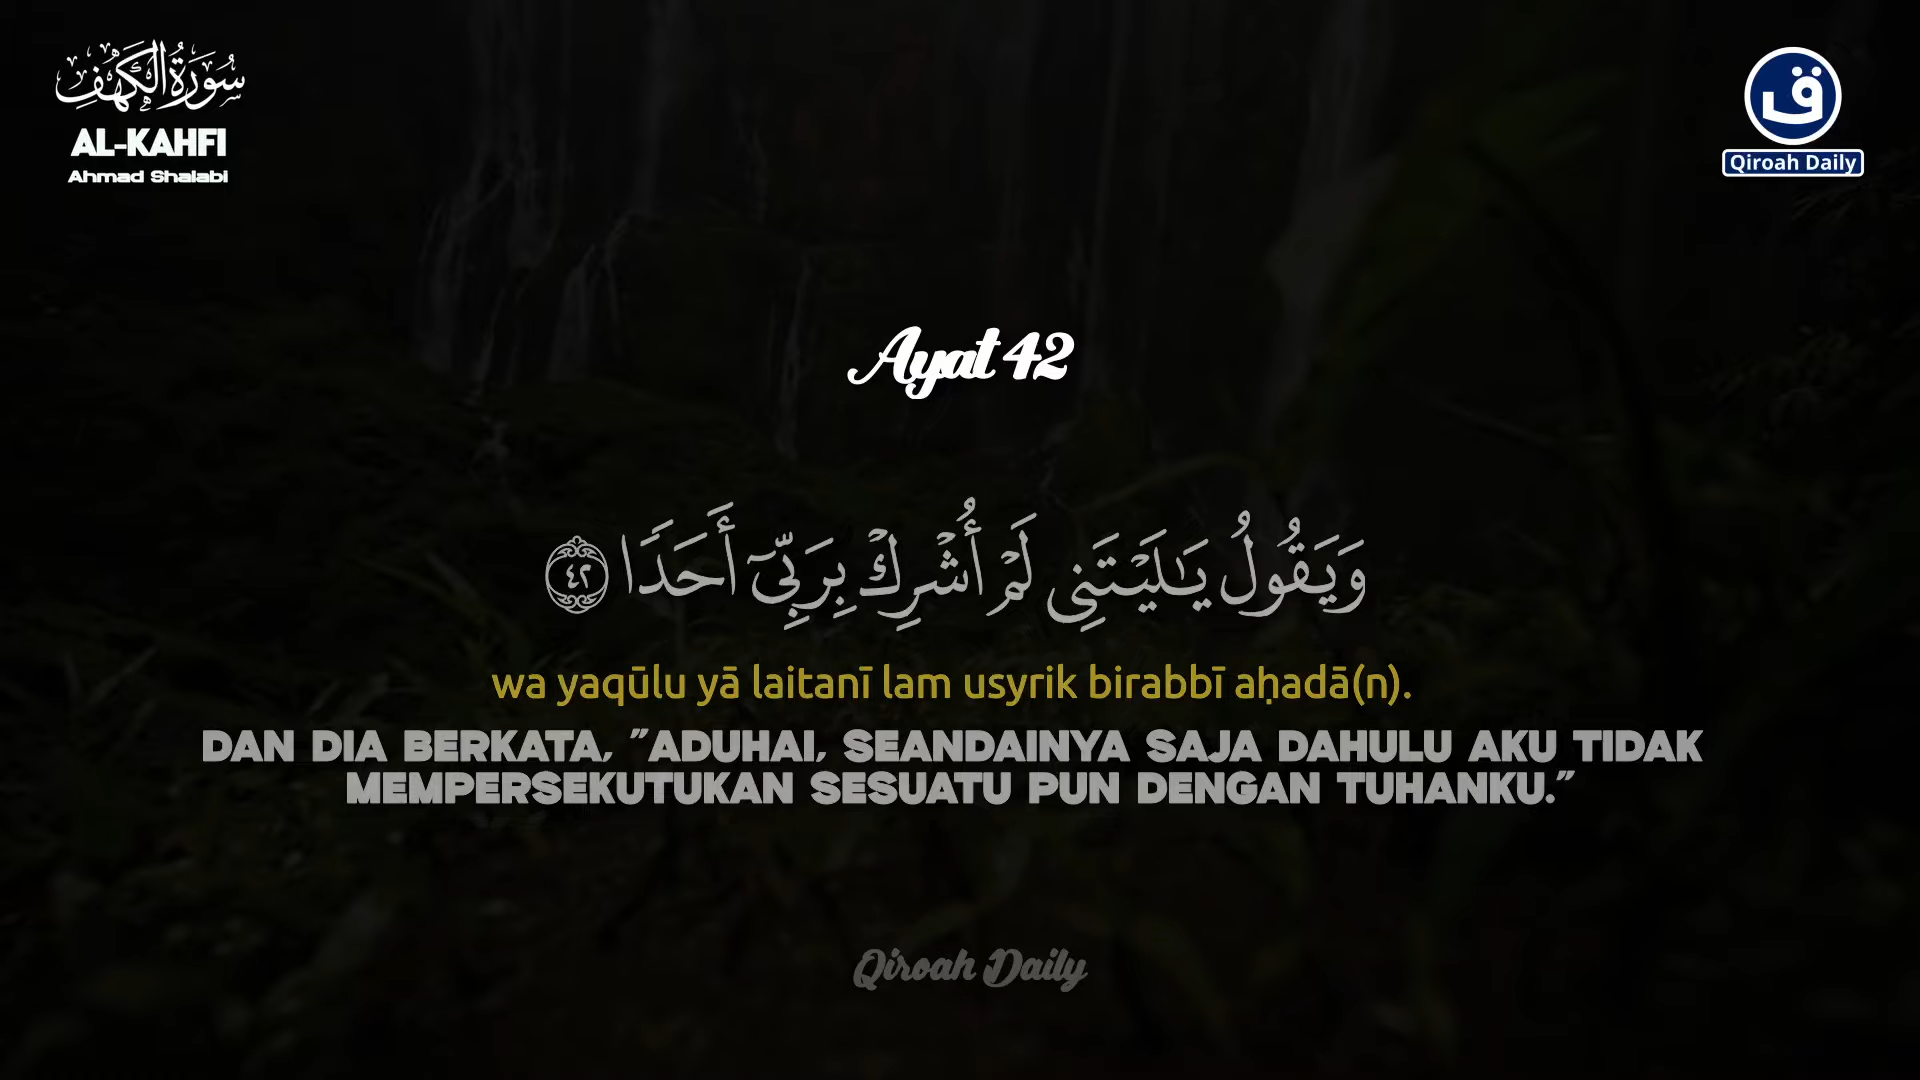 سُورَةُ الْكَهْفِ
AL-KAHFI
Ahmad Shalabi
ق
Qiroah Daily
Ayat 42
وَيَقُولُ يَـٰلَيْتَنِى لَمْ أُشْرِكْ بِرَبِّىٓ أَحَدًا ٤٢
wa yaqūlu yā laitanī lam usyrik birabbī aḥadā(n).
DAN DIA BERKATA, "ADUHAI, SEANDAINYA SAJA DAHULU AKU TIDAK
MEMPERSEKUTUKAN SESUATU PUN DENGAN TUHANKU."
Qiroah Daily